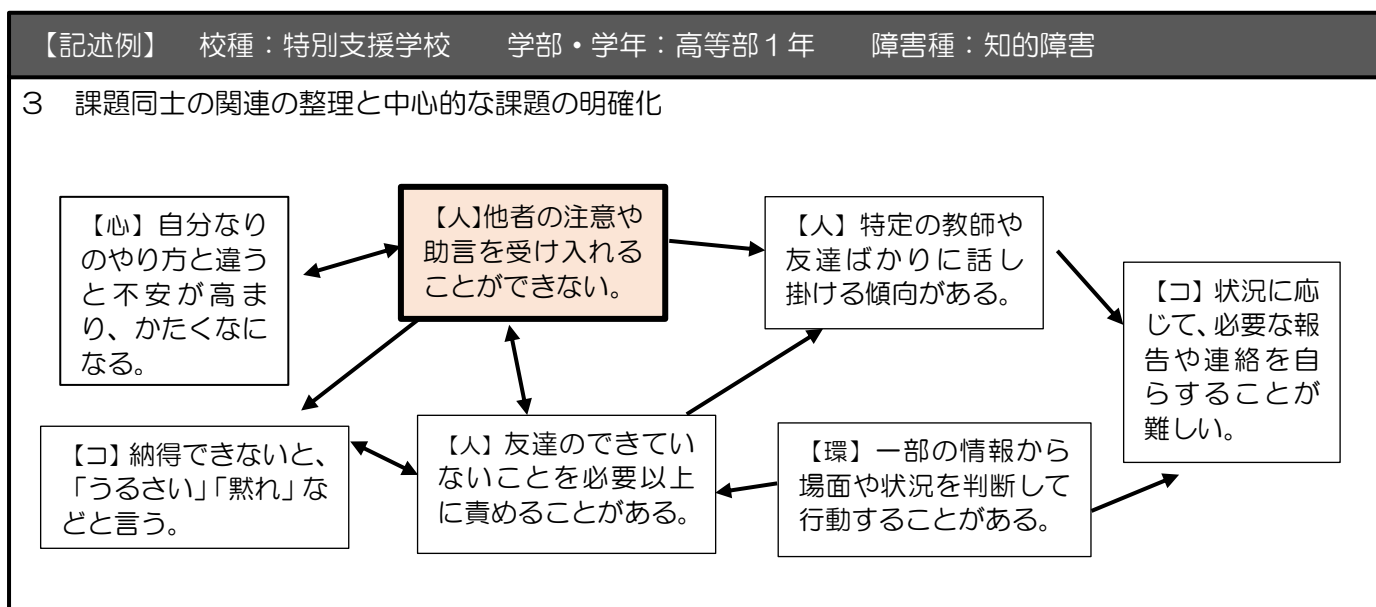 【記述例】 校種：特別支援学校 学部・学年：高等部１年 障害種：知的障害
３ 課題同士の関連の整理と中心的な課題の明確化
【心】自分なり
のやり方と違う
と不安が高ま
り、かたくなに
なる。
【人】他者の注意や
助言を受け入れる
ことができない。
【人】特定の教師や
友達ばかりに話し
掛ける傾向がある。
【コ】状況に応
じて、必要な報
告や連絡を自
らすることが
難しい。
【コ】納得できないと、
「うるさい」「黙れ」な
どと言う。
【人】友達のできてい
ないことを必要以上
に責めることがある。
【環】一部の情報から
場面や状況を判断して
行動することがある。